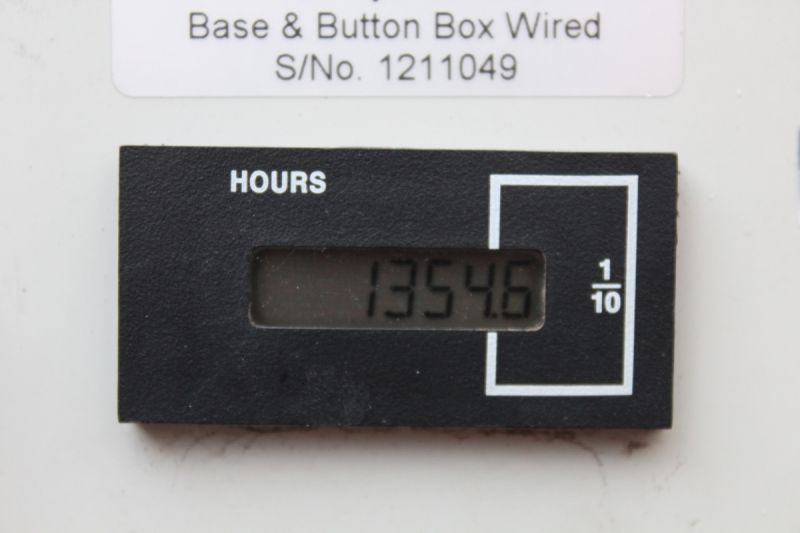 Base & Button Box Wired
S/No. 1211049
HOURS
1354.6
1
10